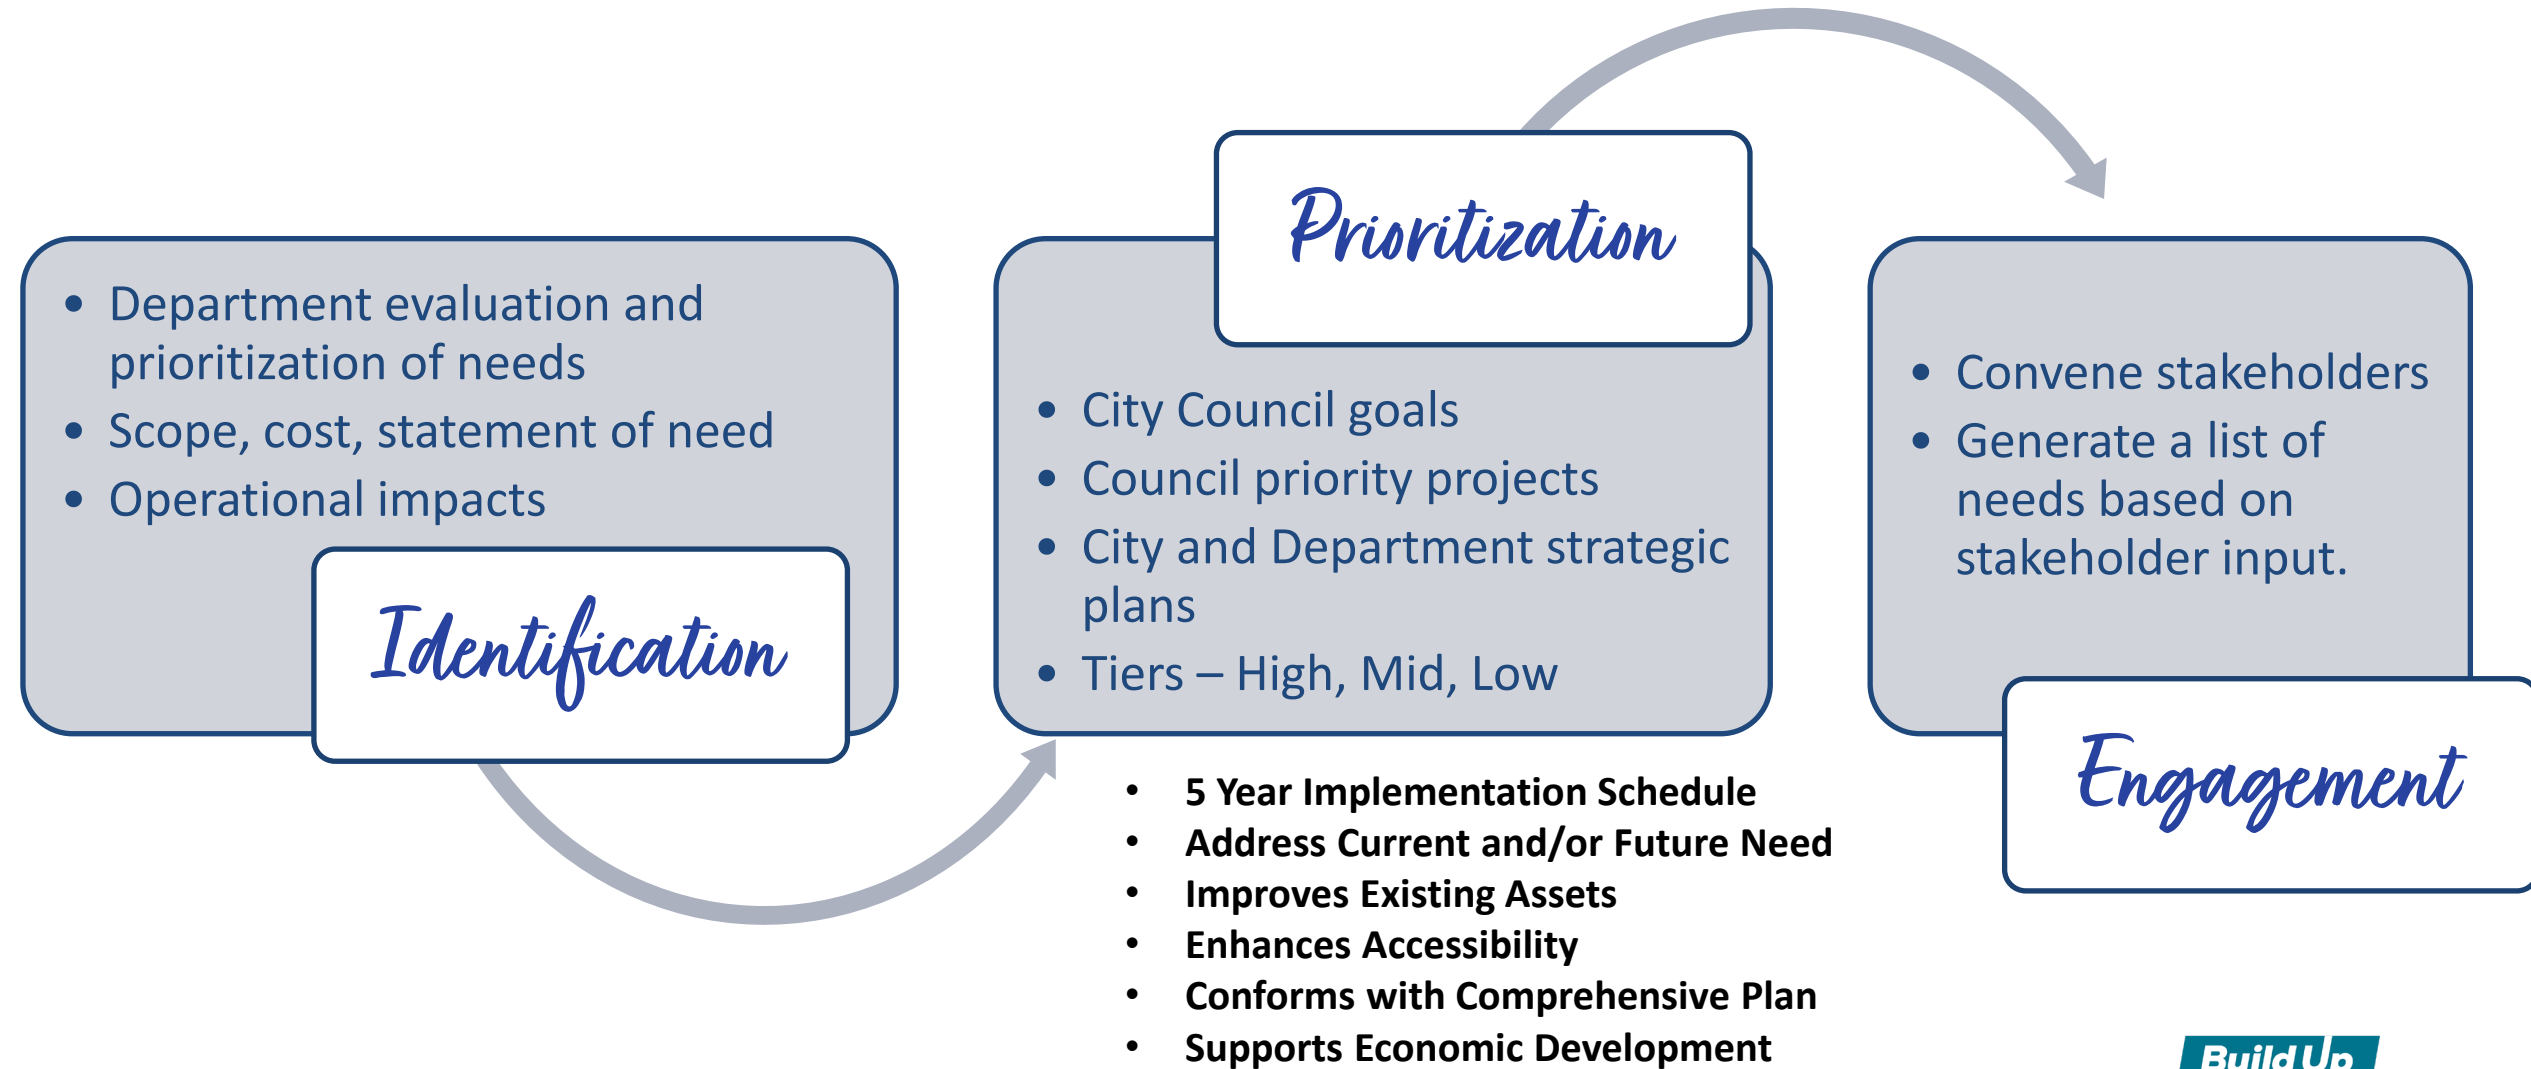 • Department evaluation and
prioritization of needs
• Scope, cost, statement of need
• Operational impacts
Identification
Prioritization
• City Council goals
• Council priority projects
• City and Department strategic
plans
• Tiers – High, Mid, Low
• 5 Year Implementation Schedule
• Address Current and/or Future Need
• Improves Existing Assets
• Enhances Accessibility
• Conforms with Comprehensive Plan
• Supports Economic Development
• Convene stakeholders
• Generate a list of
needs based on
stakeholder input.
Engagement
Build Up